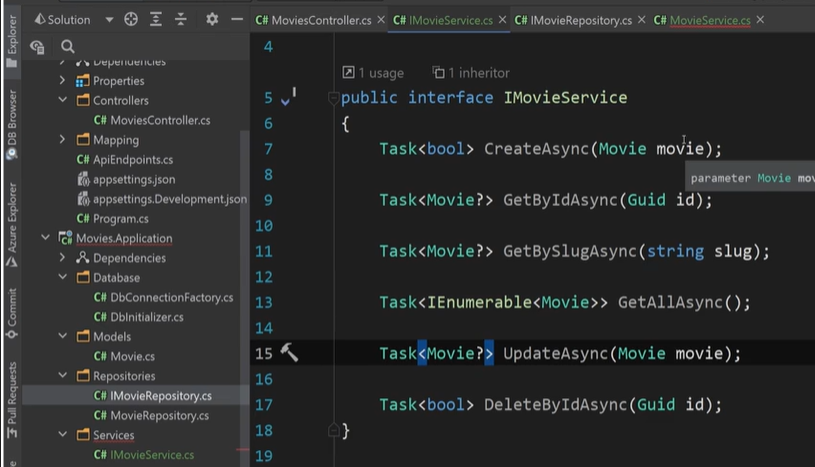 Solution
MoviesController.cs
IMovieService.cs
IMovieRepository.cs
MovieService.cs
Explorer
DB Browser
Azure Explorer
Commit
Pull Requests
Dependencies
Properties
Controllers
C# MoviesController.cs
Mapping
C# ApiEndpoints.cs
appsettings.json
appsettings.Development.json
C# Program.cs
Movies.Application
Dependencies
Database
C# DbConnectionFactory.cs
C# DbInitializer.cs
Models
C# Movie.cs
Repositories
C# IMovieRepository.cs
C# MovieRepository.cs
Services
C# IMovieService.cs
4
1 usage 1 inheritor
5 public interface IMovieService
6 {
7 Task<bool> CreateAsync(Movie movie);
parameter Movie mov
8
9 Task<Movie?> GetByIdAsync(Guid id);
10
11 Task<Movie?> GetBySlugAsync(string slug);
12
13 Task<IEnumerable<Movie>> GetAllAsync();
14
15 Task<Movie?> UpdateAsync(Movie movie);
16
17 Task<bool> DeleteByIdAsync(Guid id);
18 }
19